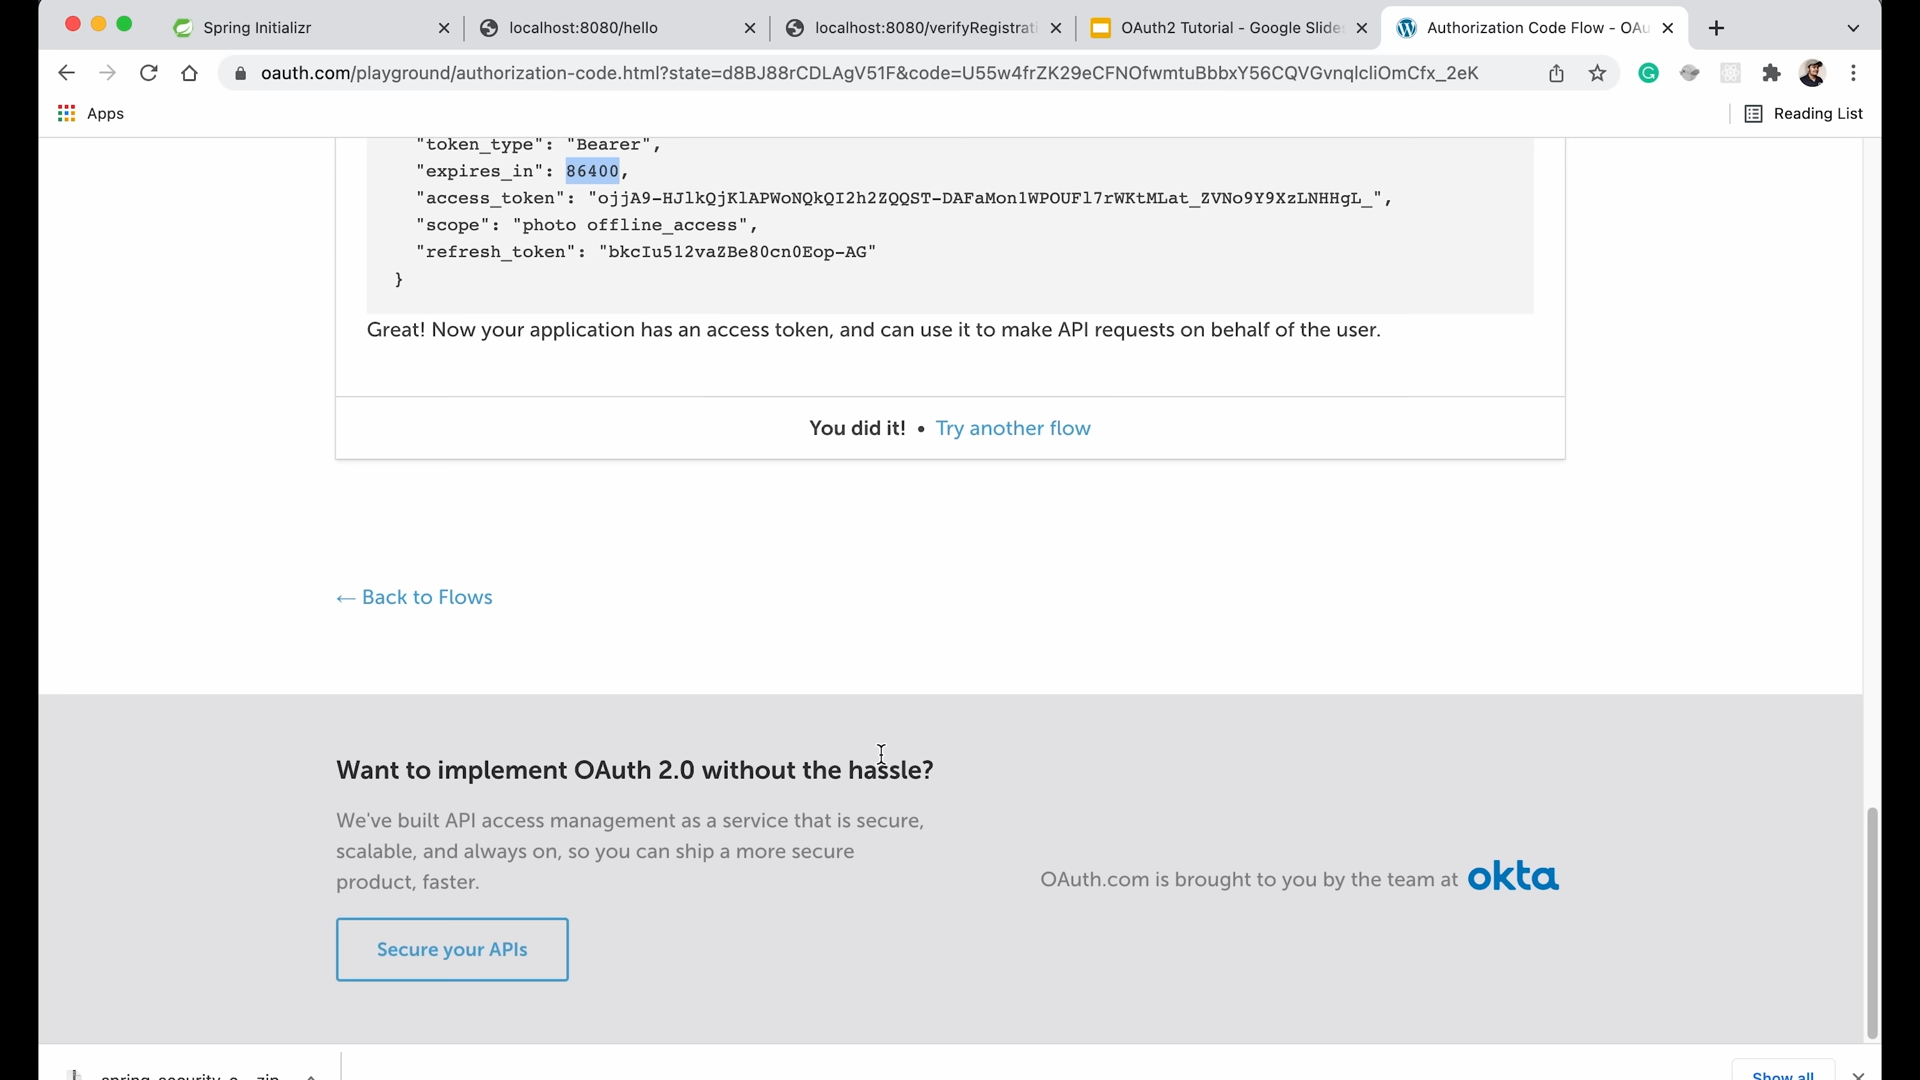 Spring Initializr
localhost:8080/hello
localhost:8080/verifyRegistrati
OAuth2 Tutorial - Google Slides
Authorization Code Flow - OAu
oauth.com/playground/authorization-code.html?state=d8BJ88rCDLAgV51F&code=U55w4frZK29eCFNOfwmtuBbbxY56CQVGvnqlcliOmCfx_2eK
Apps
Reading List
"token_type": "Bearer",
"expires_in": 86400,
"access_token": "ojjA9-HJlkQjKlAPWoNQkQI2h2ZQQST-DAFaMon1WPOUFl7rWKtMLat_ZVNo9Y9XzLNHHgL_",
"scope": "photo offline_access",
"refresh_token": "bkcIu512vaZBe80cn0Eop-AG"
}
Great! Now your application has an access token, and can use it to make API requests on behalf of the user.
You did it! • Try another flow
← Back to Flows
Want to implement OAuth 2.0 without the hassle?
We've built API access management as a service that is secure,
scalable, and always on, so you can ship a more secure
product, faster.
OAuth.com is brought to you by the team at okta
Secure your APIs
spring_security_c....zip
Show all